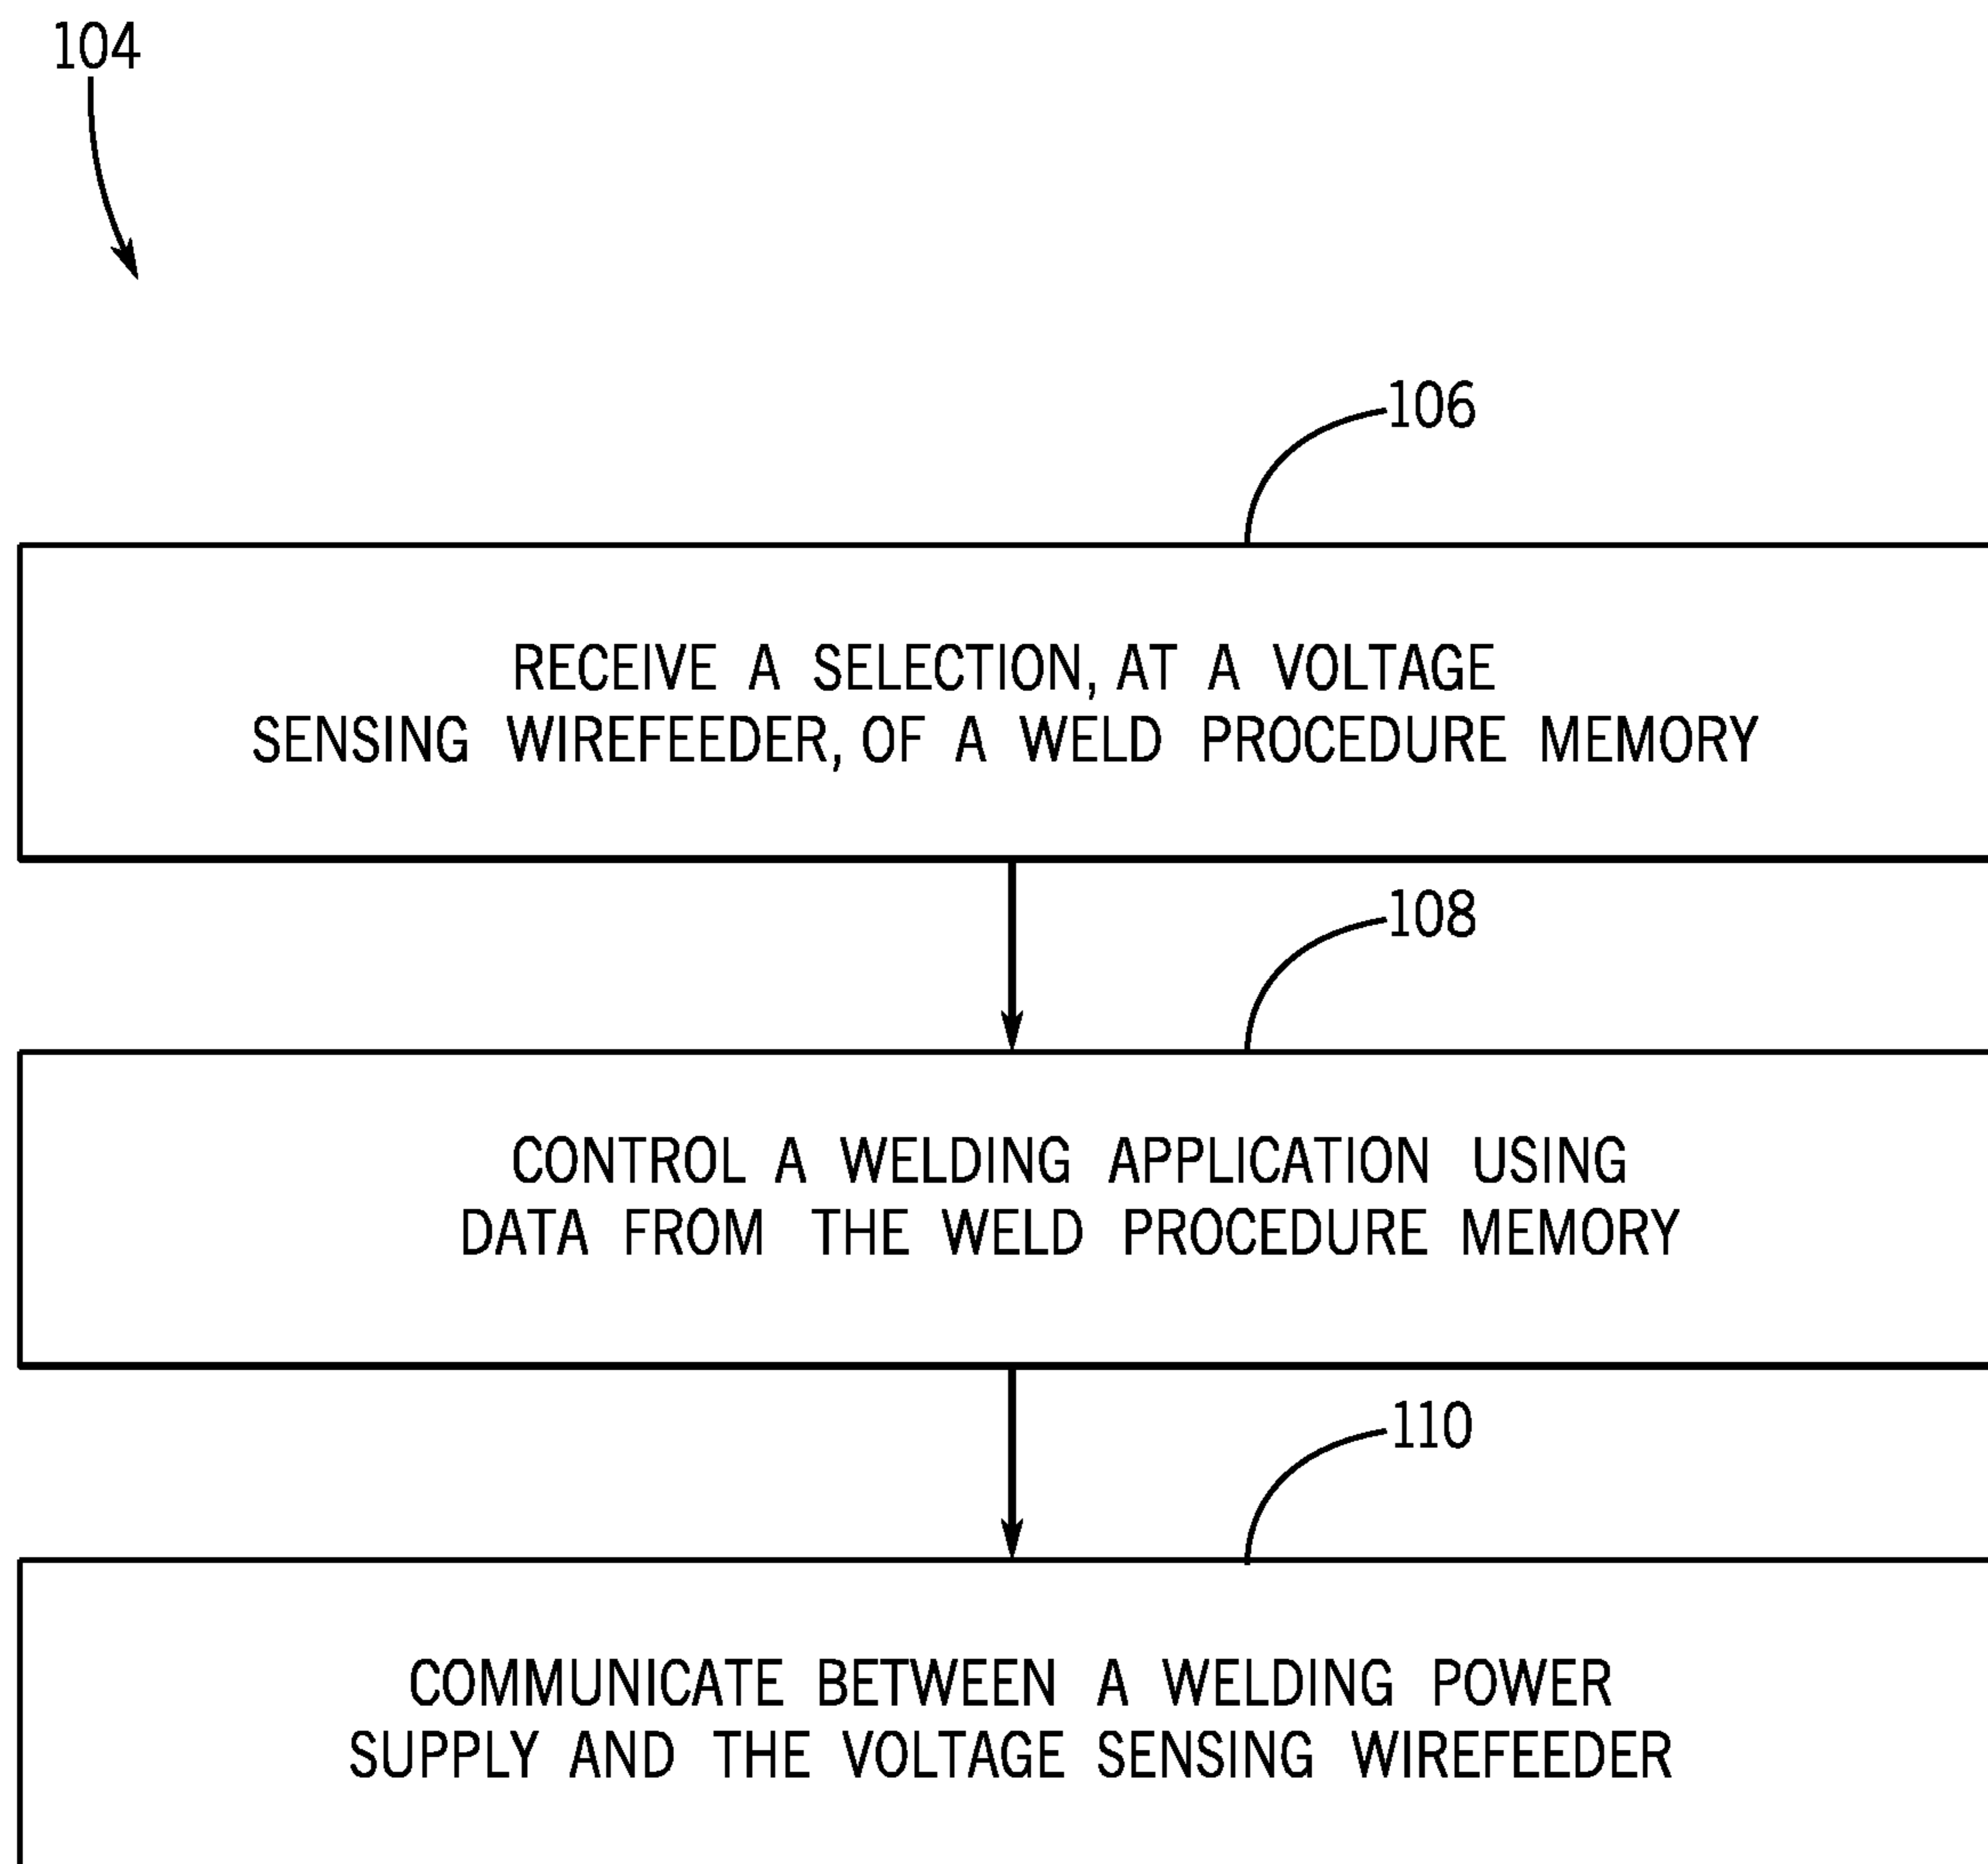 104
106
RECEIVE A SELECTION, AT A VOLTAGE
SENSING WIREFEEDER, OF A WELD PROCEDURE MEMORY
108
CONTROL A WELDING APPLICATION USING
DATA FROM THE WELD PROCEDURE MEMORY
110
COMMUNICATE BETWEEN A WELDING POWER
SUPPLY AND THE VOLTAGE SENSING WIREFEEDER